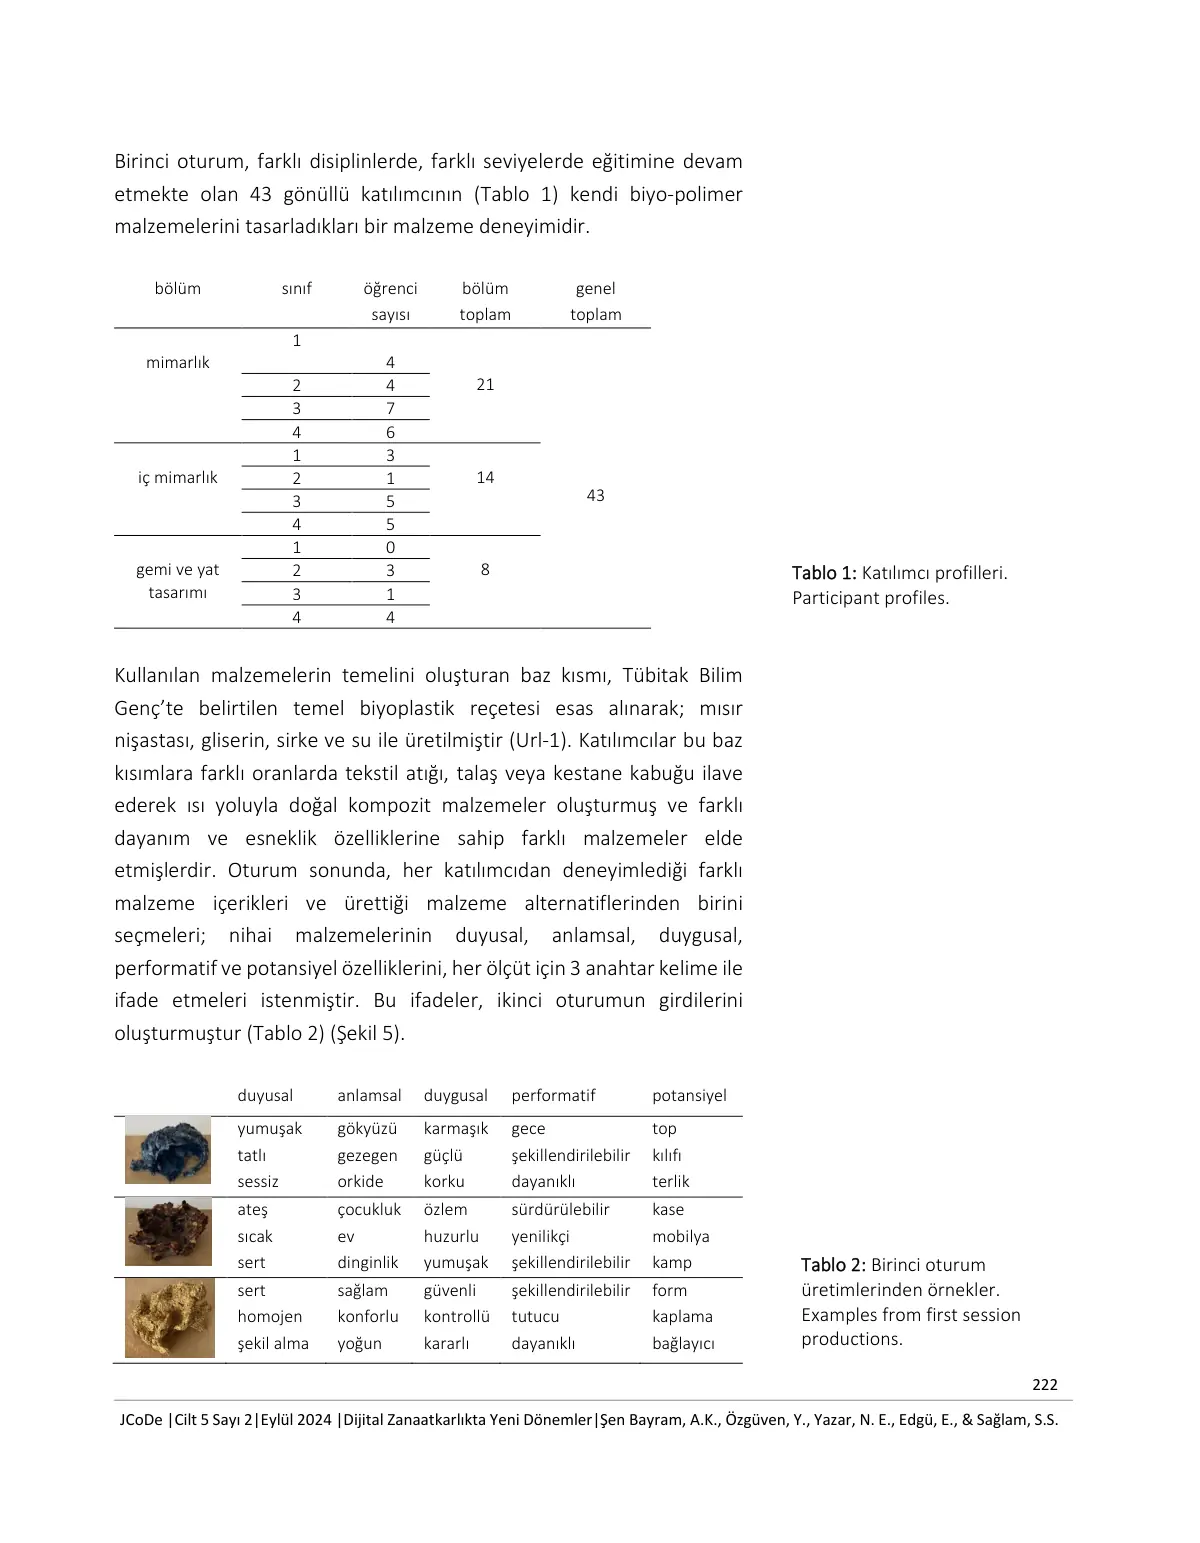 Birinci oturum, farklı disiplinlerde, farklı seviyelerde eğitimine devam
etmekte olan 43 gönüllü katılımcının (Tablo 1) kendi biyo-polimer
malzemelerini tasarladıkları bir malzeme deneyimidir.
bölüm sınıf öğrenci bölüm genel
sayısı toplam toplam
1
mimarlık 4
2 4 21
3 7
4 6
1 3
iç mimarlık 2 1 14
43
3 5
4 5
1 0
gemi ve yat 2 3 8
tasarımı 3 1
4 4
Tablo 1: Katılımcı profilleri.
Participant profiles.
Kullanılan malzemelerin temelini oluşturan baz kısmı, Tübitak Bilim
Genç’te belirtilen temel biyoplastik reçetesi esas alınarak; mısır
nişastası, gliserin, sirke ve su ile üretilmiştir (Url-1). Katılımcılar bu baz
kısımlara farklı oranlarda tekstil atığı, talaş veya kestane kabuğu ilave
ederek ısı yoluyla doğal kompozit malzemeler oluşturmuş ve farklı
dayanım ve esneklik özelliklerine sahip farklı malzemeler elde
etmişlerdir. Oturum sonunda, her katılımcıdan deneyimlediği farklı
malzeme içerikleri ve ürettiği malzeme alternatiflerinden birini
seçmeleri; nihai malzemelerinin duyusal, anlamsal, duygusal,
performatif ve potansiyel özelliklerini, her ölçüt için 3 anahtar kelime ile
ifade etmeleri istenmiştir. Bu ifadeler, ikinci oturumun girdilerini
oluşturmuştur (Tablo 2) (Şekil 5).
duyusal anlamsal duygusal performatif potansiyel
yumuşak gökyüzü karmaşık gece top
tatlı gezegen güçlü şekillendirilebilir kılıfı
sessiz orkide korku dayanıklı terlik
ateş çocukluk özlem sürdürülebilir kase
sıcak ev huzurlu yenilikçi mobilya
sert dinginlik yumuşak şekillendirilebilir kamp
sert sağlam güvenli şekillendirilebilir form
homojen konforlu kontrollü tutucu kaplama
şekil alma yoğun kararlı dayanıklı bağlayıcı
Tablo 2: Birinci oturum
üretimlerinden örnekler.
Examples from first session
productions.
222
JCoDe |Cilt 5 Sayı 2|Eylül 2024 |Dijital Zanaatkarlıkta Yeni Dönemler|Şen Bayram, A.K., Özgüven, Y., Yazar, N. E., Edgü, E., & Sağlam, S.S.